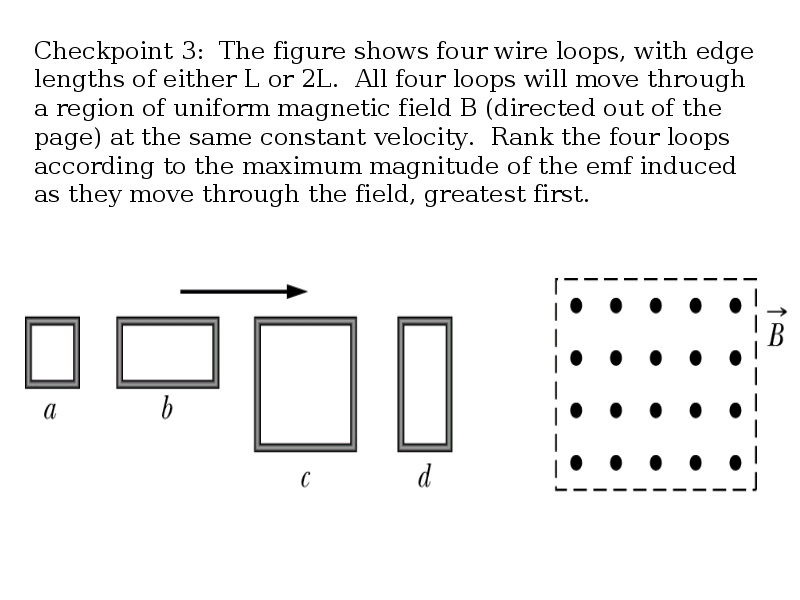 Checkpoint 3:  The figure shows four wire loops, with edge
lengths of either L or 2L.  All four loops will move through
a region of uniform magnetic field B (directed out of the
page) at the same constant velocity.  Rank the four loops
according to the maximum magnitude of the emf induced
as they move through the field, greatest first.
B
a
b
c
d